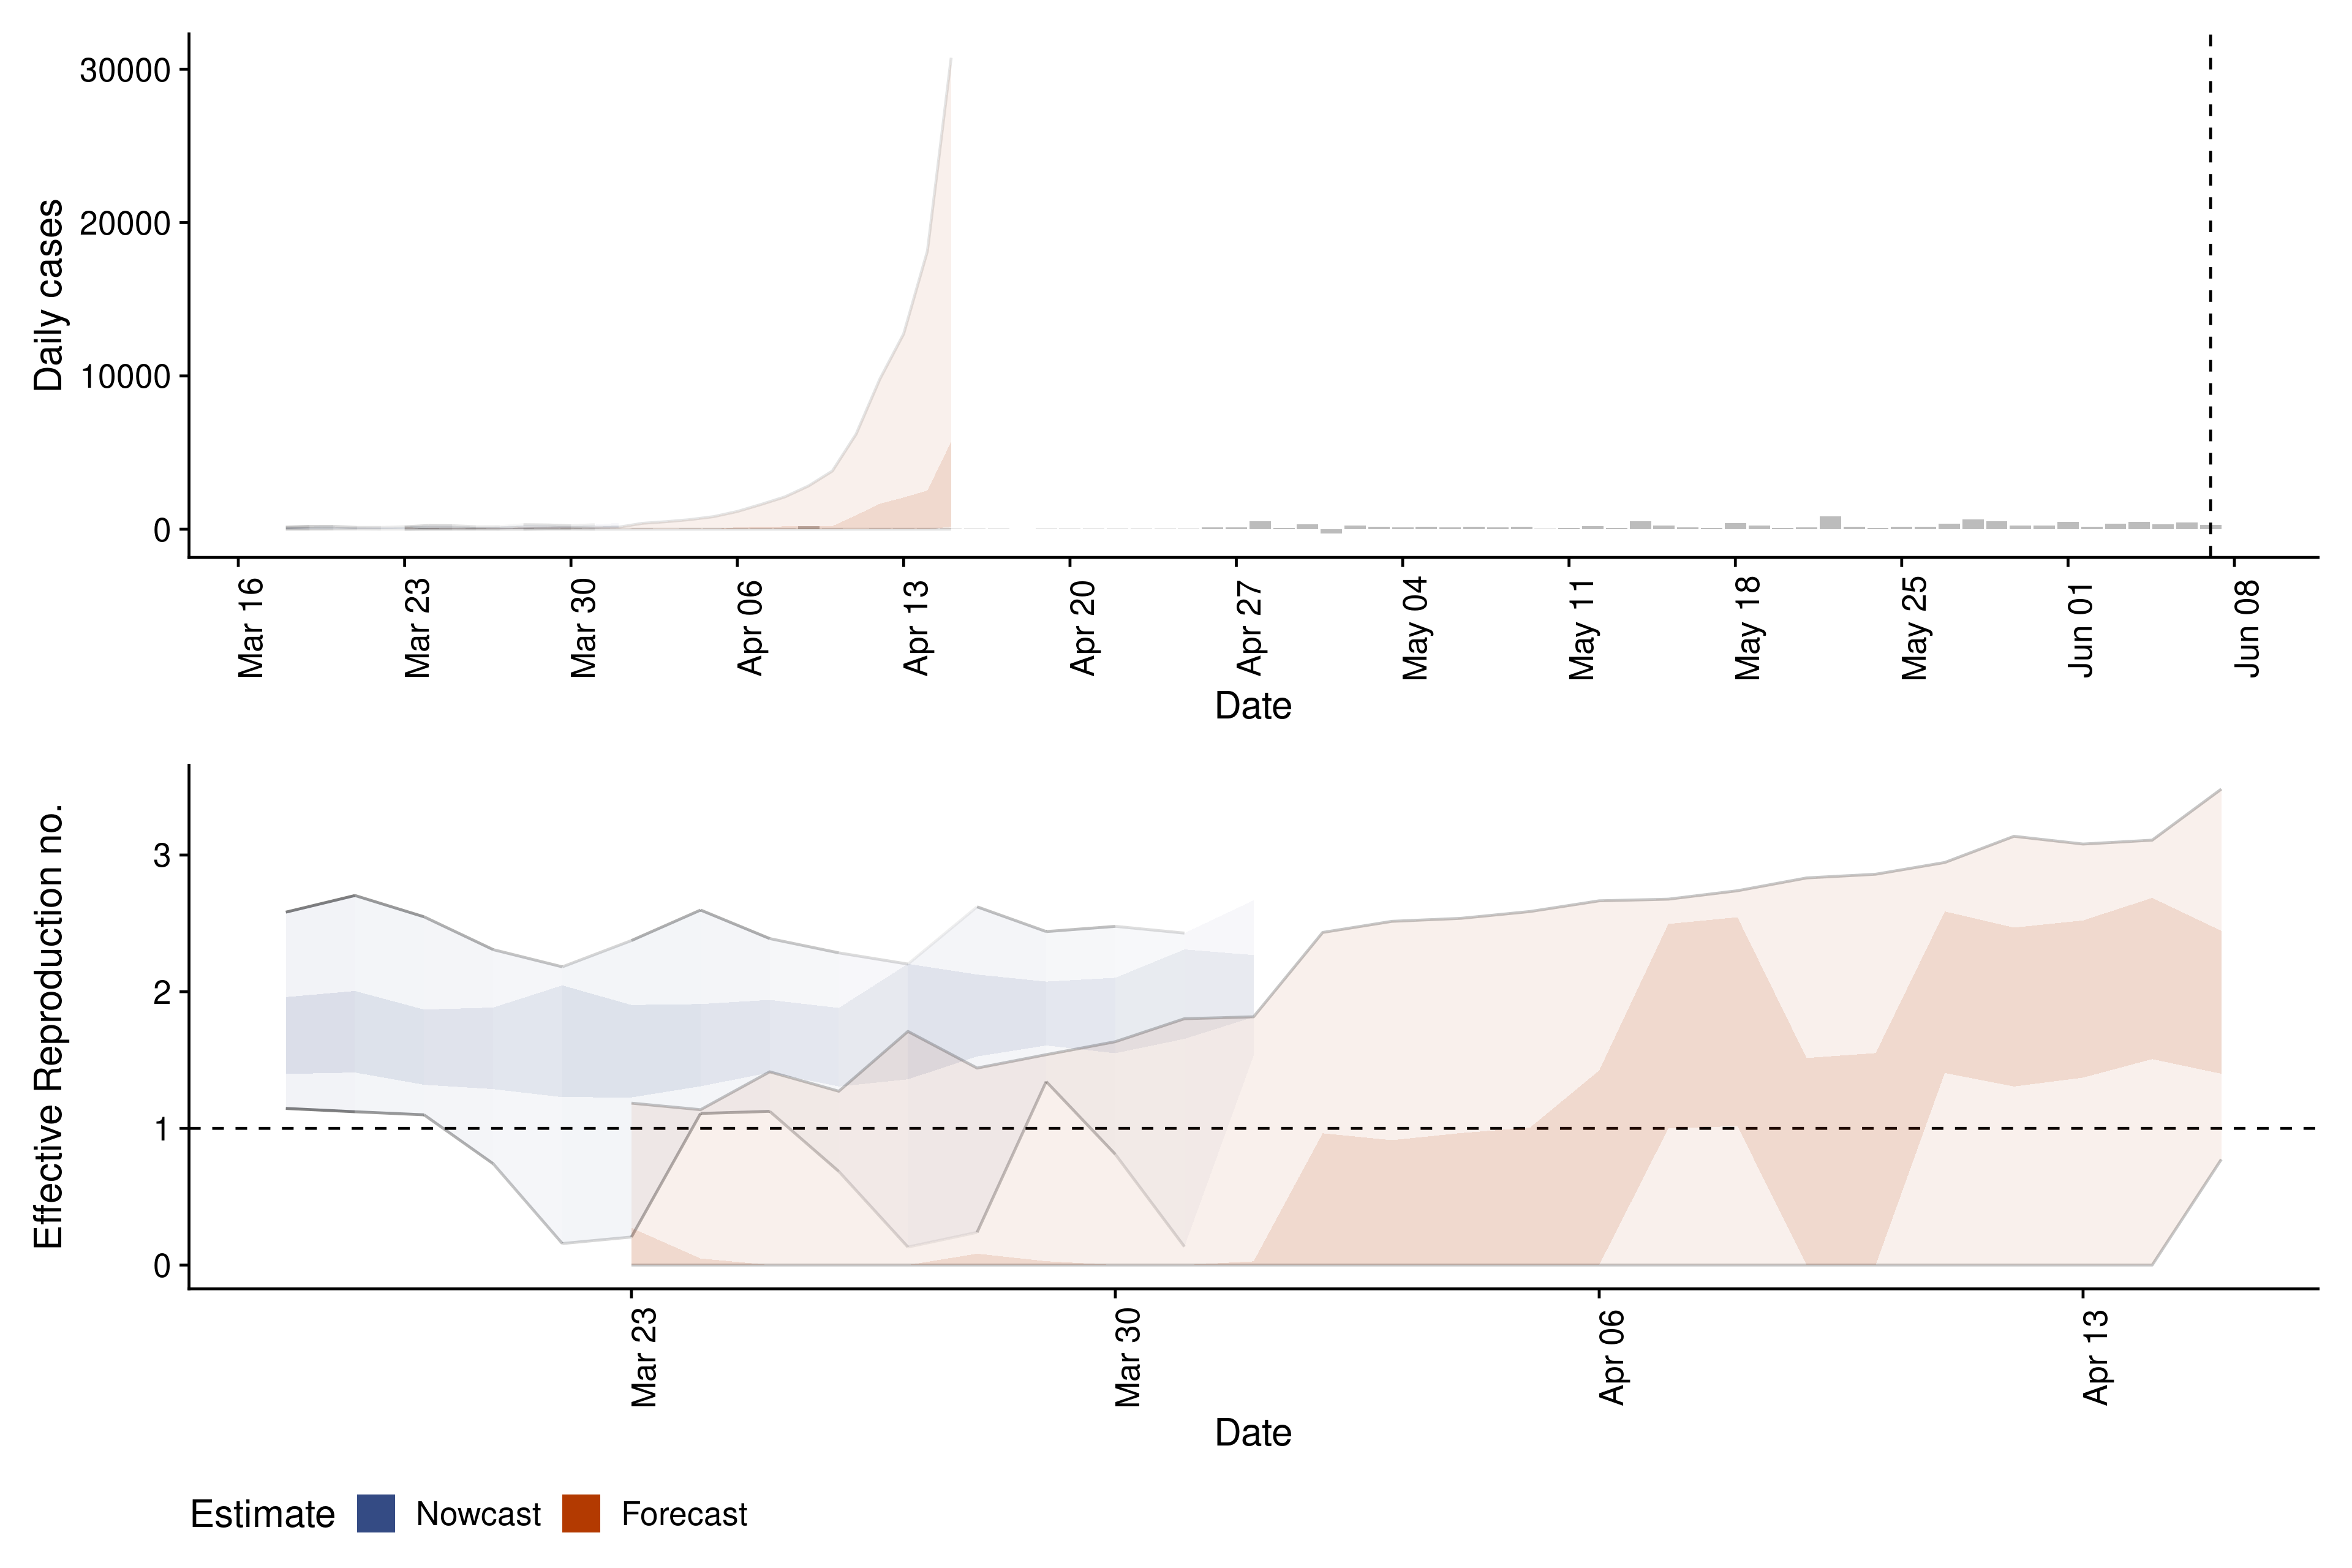 Daily cases
30000
20000
10000
0
Mar 16
Mar 23
Mar 30
Apr 06
Apr 13
Apr 20
Apr 27
May 04
May 11
May 18
May 25
Jun 01
Jun 08
Date
Effective Reproduction no.
3
2
1
0
Mar 23
Mar 30
Apr 06
Apr 13
Date
Estimate Nowcast Forecast